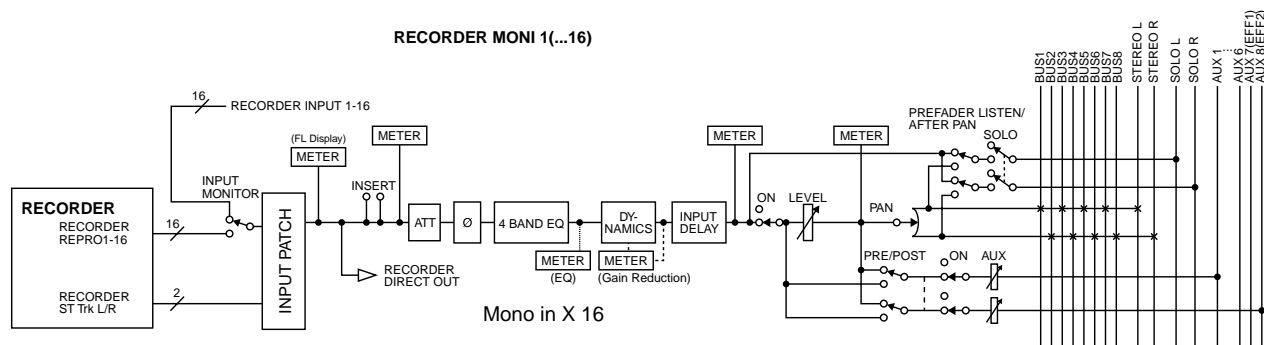 RECORDER MONI 1(...16)
BUS1
BUS2
BUS3
BUS4
BUS5
BUS6
BUS7
BUS8
STEREO L
STEREO R
SOLO L
SOLO R
AUX 1
......
AUX 6
AUX 7(EFF1)
AUX 8(EFF2)
16
RECORDER INPUT 1-16
(FL Display)
METER
METER
METER
METER
PREFADER LISTEN/
AFTER PAN
SOLO
INPUT
MONITOR
INSERT
RECORDER
RECORDER
REPRO1-16
16
INPUT PATCH
ATT
Ø
4 BAND EQ
DY-
NAMICS
INPUT
DELAY
ON
LEVEL
PAN
METER
(EQ)
METER
(Gain Reduction)
PRE/POST
ON
AUX
RECORDER
DIRECT OUT
RECORDER
ST Trk L/R
2
Mono in X 16